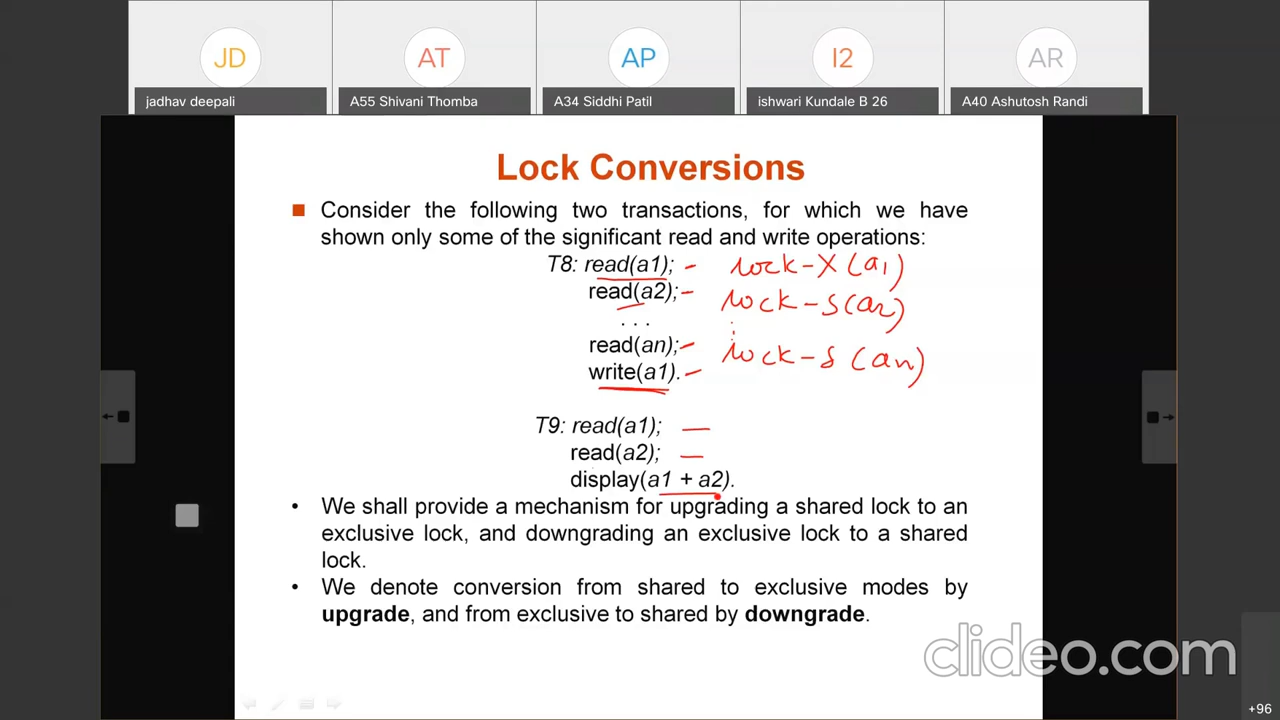 JD
AT
AP
I2
AR
jadhav deepali
A55 Shivani Thomba
A34 Siddhi Patil
ishwari Kundale B 26
A40 Ashutosh Randi
Lock Conversions
Consider the following two transactions, for which we have
shown only some of the significant read and write operations:
T8: read(a1); - lock-X(a1)
read(a2); - lock-S(a2)
. . .
read(an); - lock-S(an)
write(a1). -
T9: read(a1); —
read(a2); —
display(a1 + a2).
• We shall provide a mechanism for upgrading a shared lock to an
exclusive lock, and downgrading an exclusive lock to a shared
lock.
• We denote conversion from shared to exclusive modes by
upgrade, and from exclusive to shared by downgrade.
clideo.com
+96